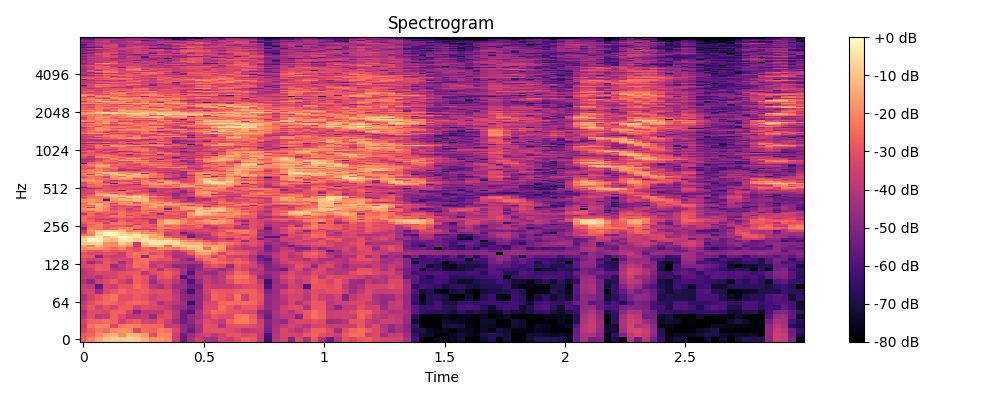 Spectrogram
+0 dB
4096
-10 dB
2048
-20 dB
1024
-30 dB
Hz
512
-40 dB
256
-50 dB
128
-60 dB
64
-70 dB
0
-80 dB
0
0.5
1
1.5
2
2.5
Time